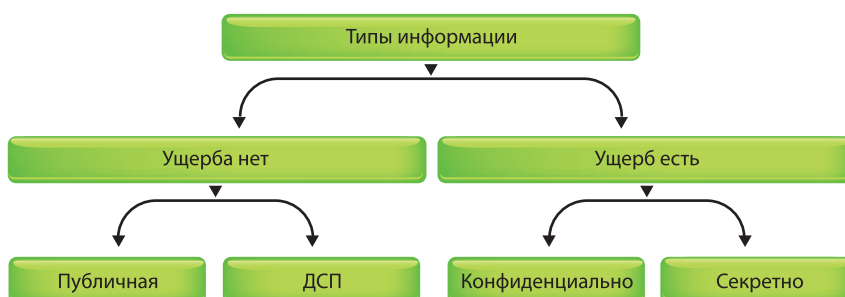 Типы информации
Ущерба нет
Ущерб есть
Публичная
ДСП
Конфиденциально
Секретно